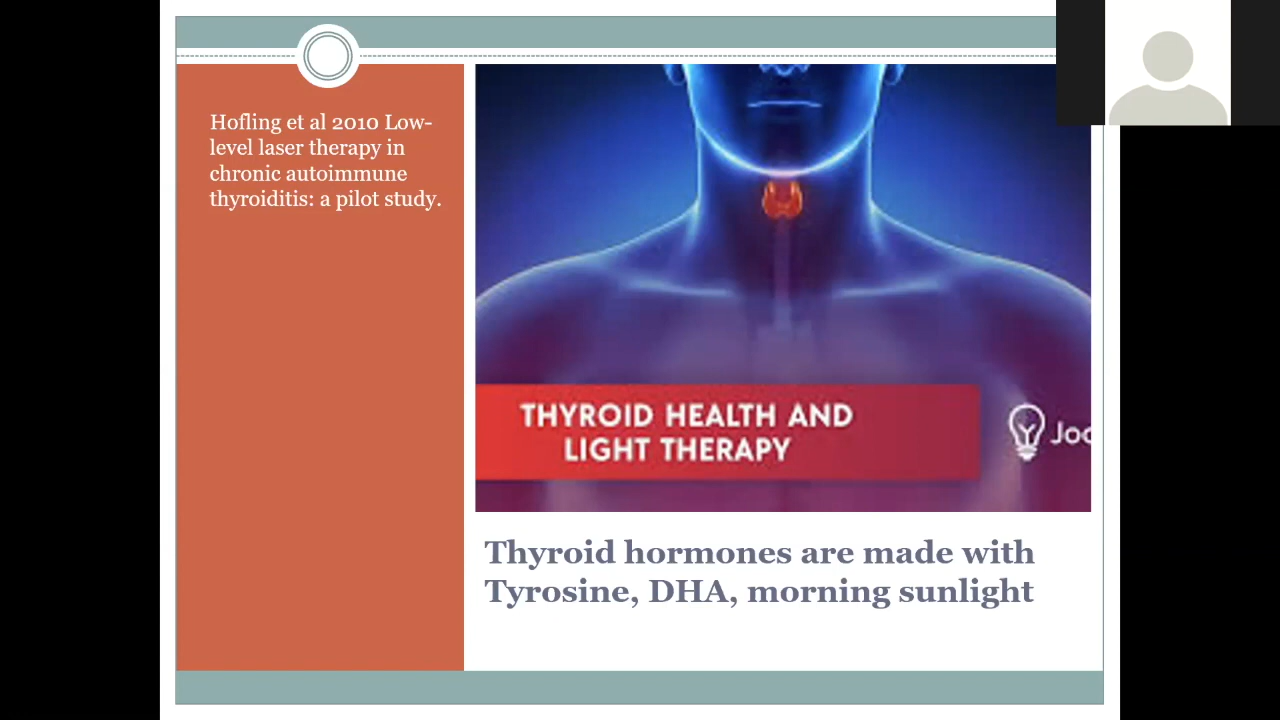 Hofling et al 2010 Low-
level laser therapy in
chronic autoimmune
thyroiditis: a pilot study.
THYROID HEALTH AND
LIGHT THERAPY
Joo
Thyroid hormones are made with
Tyrosine, DHA, morning sunlight